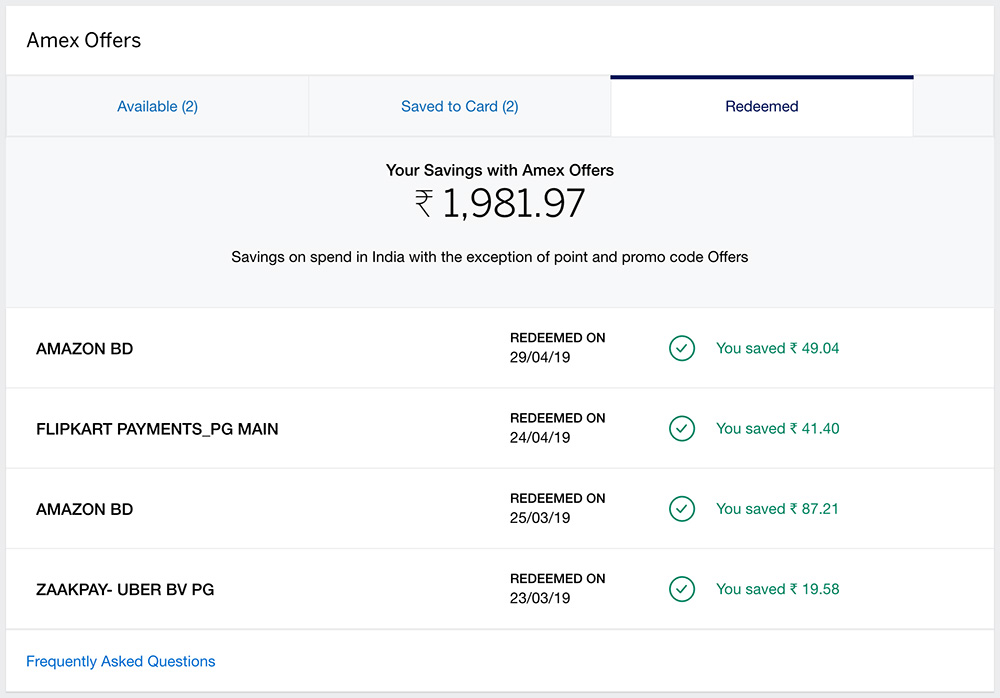 Amex Offers
Available (2)
Saved to Card (2)
Redeemed
Your Savings with Amex Offers
₹ 1,981.97
Savings on spend in India with the exception of point and promo code Offers
AMAZON BD
REDEEMED ON
29/04/19
You saved ₹ 49.04
FLIPKART PAYMENTS_PG MAIN
REDEEMED ON
24/04/19
You saved ₹ 41.40
AMAZON BD
REDEEMED ON
25/03/19
You saved ₹ 87.21
ZAAKPAY- UBER BV PG
REDEEMED ON
23/03/19
You saved ₹ 19.58
Frequently Asked Questions